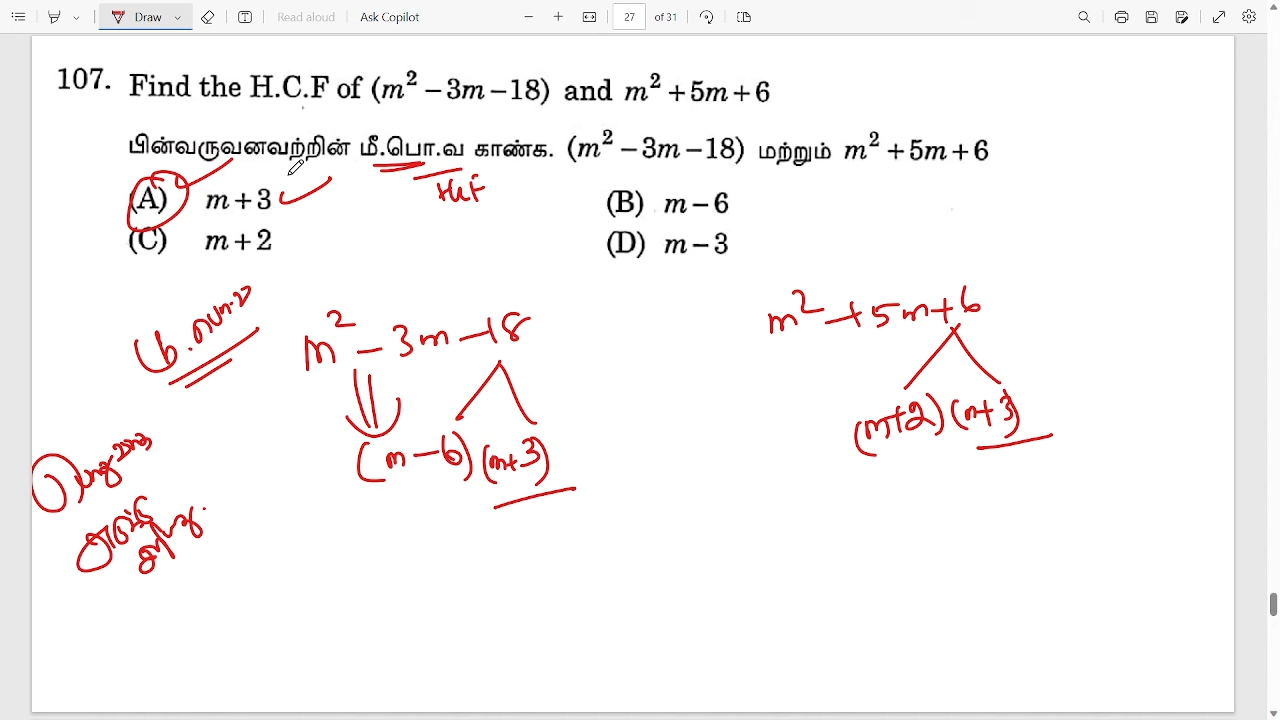 Draw
Read aloud
Ask Copilot
27 of 31
107. Find the H.C.F of (m² – 3m – 18) and m² + 5m + 6
பின்வருவனவற்றின் மீ.பொ.வ காண்க. (m² – 3m – 18) மற்றும் m² + 5m + 6
(A) m + 3
(B) m – 6
HCF
(C) m + 2
(D) m – 3
m² – 3m – 18
m² + 5m + 6
(m – 6) (m+3)
(m+2) (m+3)